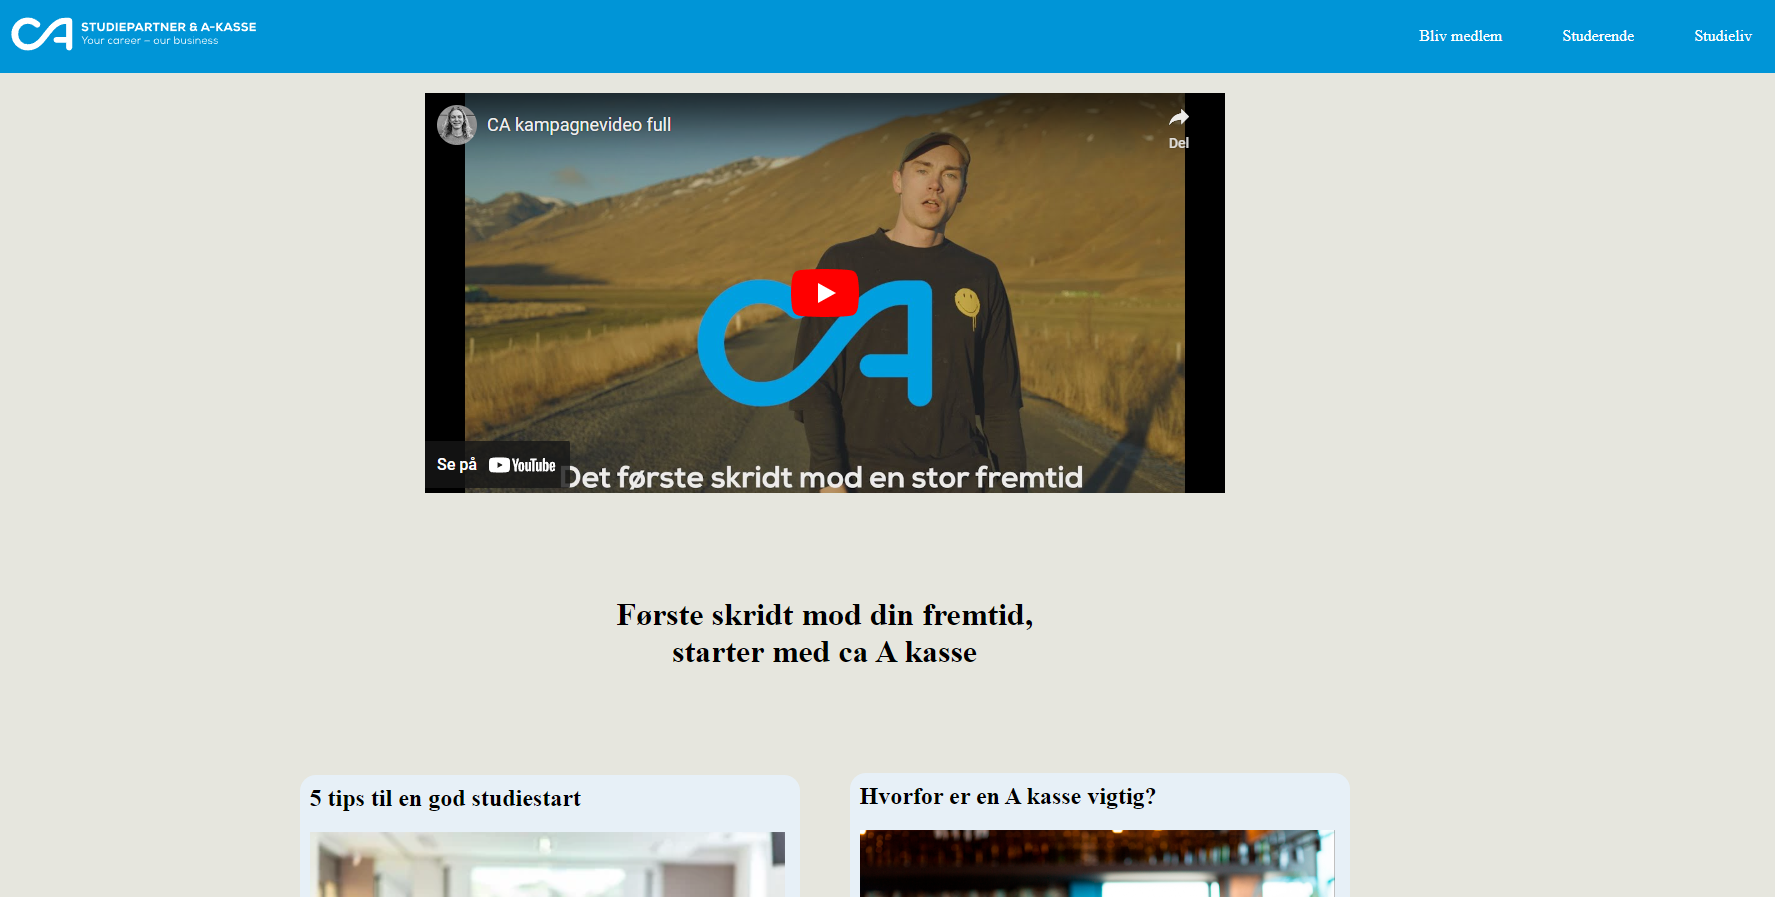 CA STUDIEPARTNER & A-KASSE
Your career – our business
Bliv medlem
Studerende
Studieliv
CA kampagnevideo full
Del
CA
Se på YouTube
Det første skridt mod en stor fremtid
Første skridt mod din fremtid,
starter med ca A kasse
5 tips til en god studiestart
Hvorfor er en A kasse vigtig?